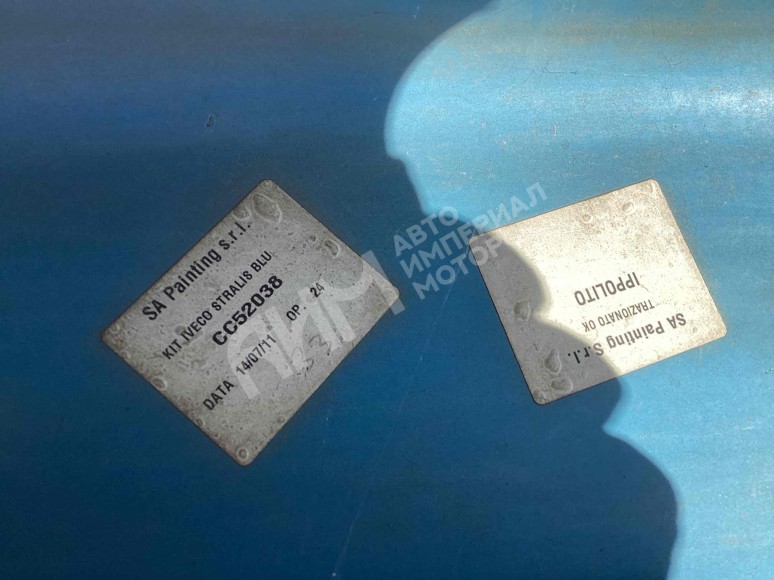 SA Painting s.r.l.
KIT IVECO STRALIS BLU
CC52038
DATA 14/07/11 OP 24
SA Painting S.r.l.
TRAZIONATO OK
IPPOLITO
АИМ
АВТО
ИМПЕРИАЛ
МОТОР